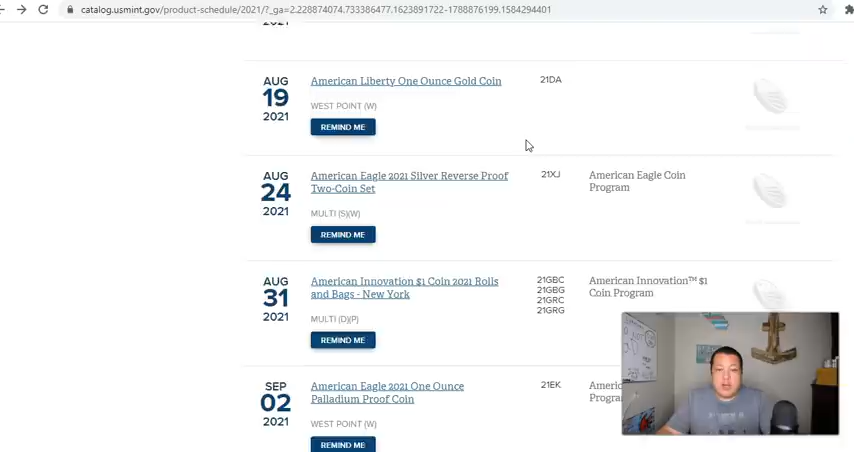 catalog.usmint.gov/product-schedule/2021/?_ga=2.228874074.733386477.1623891722-1788876199.1584294401
2021
AUG
19
2021
American Liberty One Ounce Gold Coin
WEST POINT (W)
REMIND ME
21DA
AUG
24
2021
American Eagle 2021 Silver Reverse Proof
Two-Coin Set
MULTI (S)(W)
REMIND ME
21XJ
American Eagle Coin
Program
AUG
31
2021
American Innovation $1 Coin 2021 Rolls
and Bags - New York
MULTI (D)(P)
REMIND ME
21GBC
21GBG
21GRC
21GRG
American Innovation™ $1
Coin Program
SEP
02
2021
American Eagle 2021 One Ounce
Palladium Proof Coin
WEST POINT (W)
REMIND ME
21EK